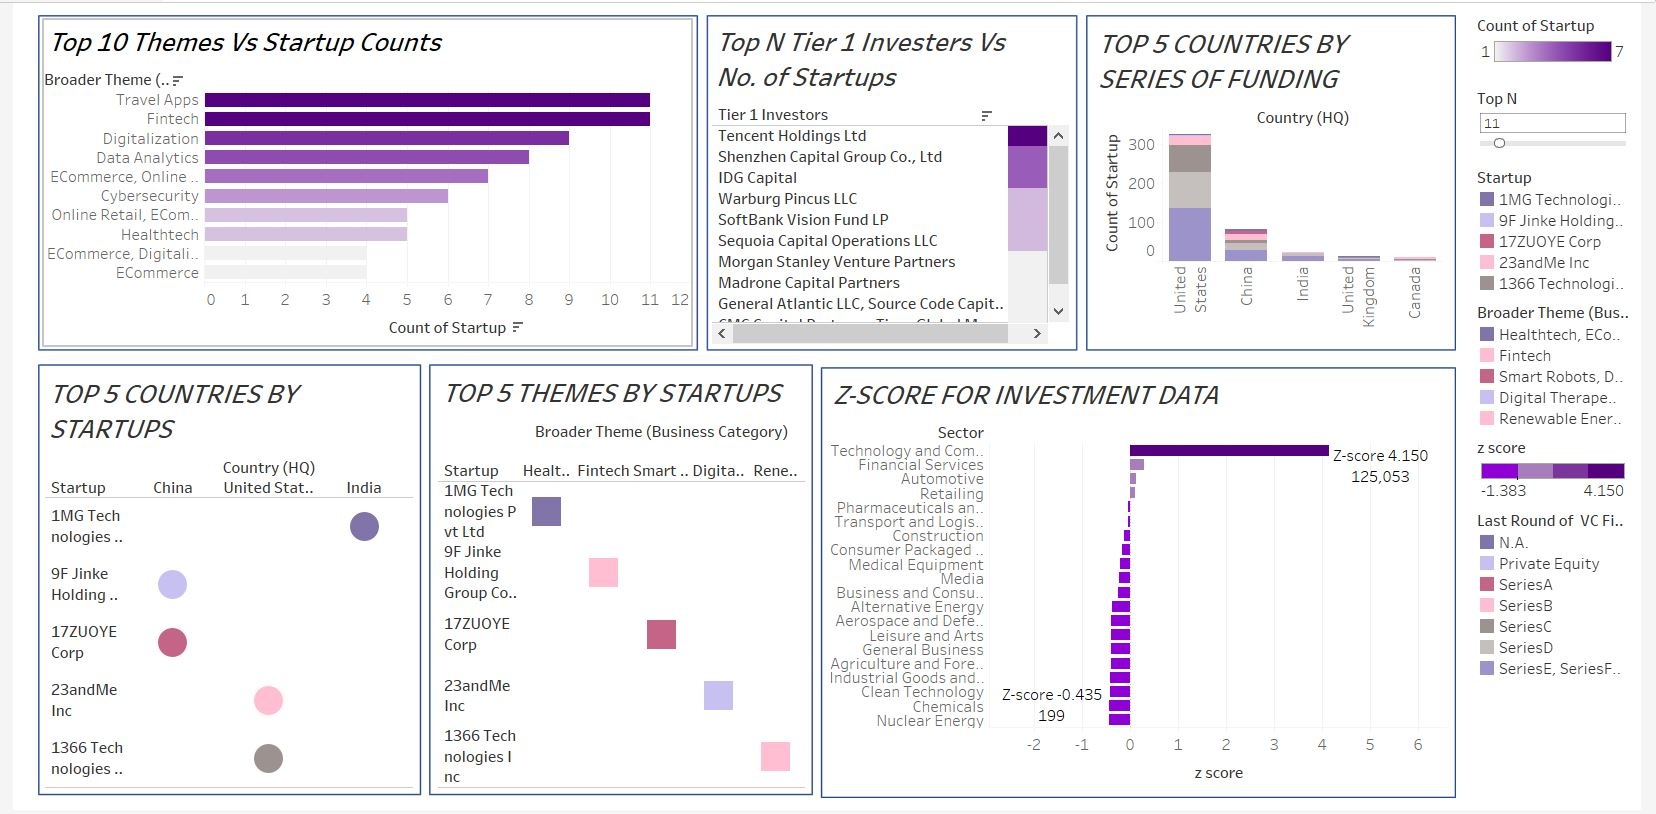 Top 10 Themes Vs Startup Counts
Broader Theme (..
Travel Apps
Fintech
Digitalization
Data Analytics
ECommerce, Online ..
Cybersecurity
Online Retail, ECom..
Healthtech
ECommerce, Digitali..
ECommerce
0 1 2 3 4 5 6 7 8 9 10 11 12
Count of Startup
Top N Tier 1 Investers Vs
No. of Startups
Tier 1 Investors
Tencent Holdings Ltd
Shenzhen Capital Group Co., Ltd
IDG Capital
Warburg Pincus LLC
SoftBank Vision Fund LP
Sequoia Capital Operations LLC
Morgan Stanley Venture Partners
Madrone Capital Partners
General Atlantic LLC, Source Code Capit..
TOP 5 COUNTRIES BY
SERIES OF FUNDING
Country (HQ)
Count of Startup
300
200
100
0
United
States
China
India
United
Kingdom
Canada
Count of Startup
1 7
Top N
11
Startup
1MG Technologi..
9F Jinke Holding..
17ZUOYE Corp
23andMe Inc
1366 Technologi..
Broader Theme (Bus..
Healthtech, ECo..
Fintech
Smart Robots, D..
Digital Therape..
Renewable Ener..
z score
-1.383 4.150
Last Round of VC Fi..
N.A.
Private Equity
SeriesA
SeriesB
SeriesC
SeriesD
SeriesE, SeriesF..
TOP 5 COUNTRIES BY
STARTUPS
Country (HQ)
Startup China United Stat.. India
1MG Tech
nologies ..
9F Jinke
Holding ..
17ZUOYE
Corp
23andMe
Inc
1366 Tech
nologies ..
TOP 5 THEMES BY STARTUPS
Broader Theme (Business Category)
Startup Healt.. Fintech Smart .. Digita.. Rene..
1MG Tech
nologies P
vt Ltd
9F Jinke
Holding
Group Co..
17ZUOYE
Corp
23andMe
Inc
1366 Tech
nologies I
nc
Z-SCORE FOR INVESTMENT DATA
Sector
Technology and Com..
Financial Services
Automotive
Retailing
Pharmaceuticals an..
Transport and Logis..
Construction
Consumer Packaged ..
Medical Equipment
Media
Business and Consu..
Alternative Energy
Aerospace and Defe..
Leisure and Arts
General Business
Agriculture and Fore..
Industrial Goods and..
Clean Technology
Chemicals
Nuclear Energy
Z-score 4.150
125,053
Z-score -0.435
199
-2 -1 0 1 2 3 4 5 6
z score